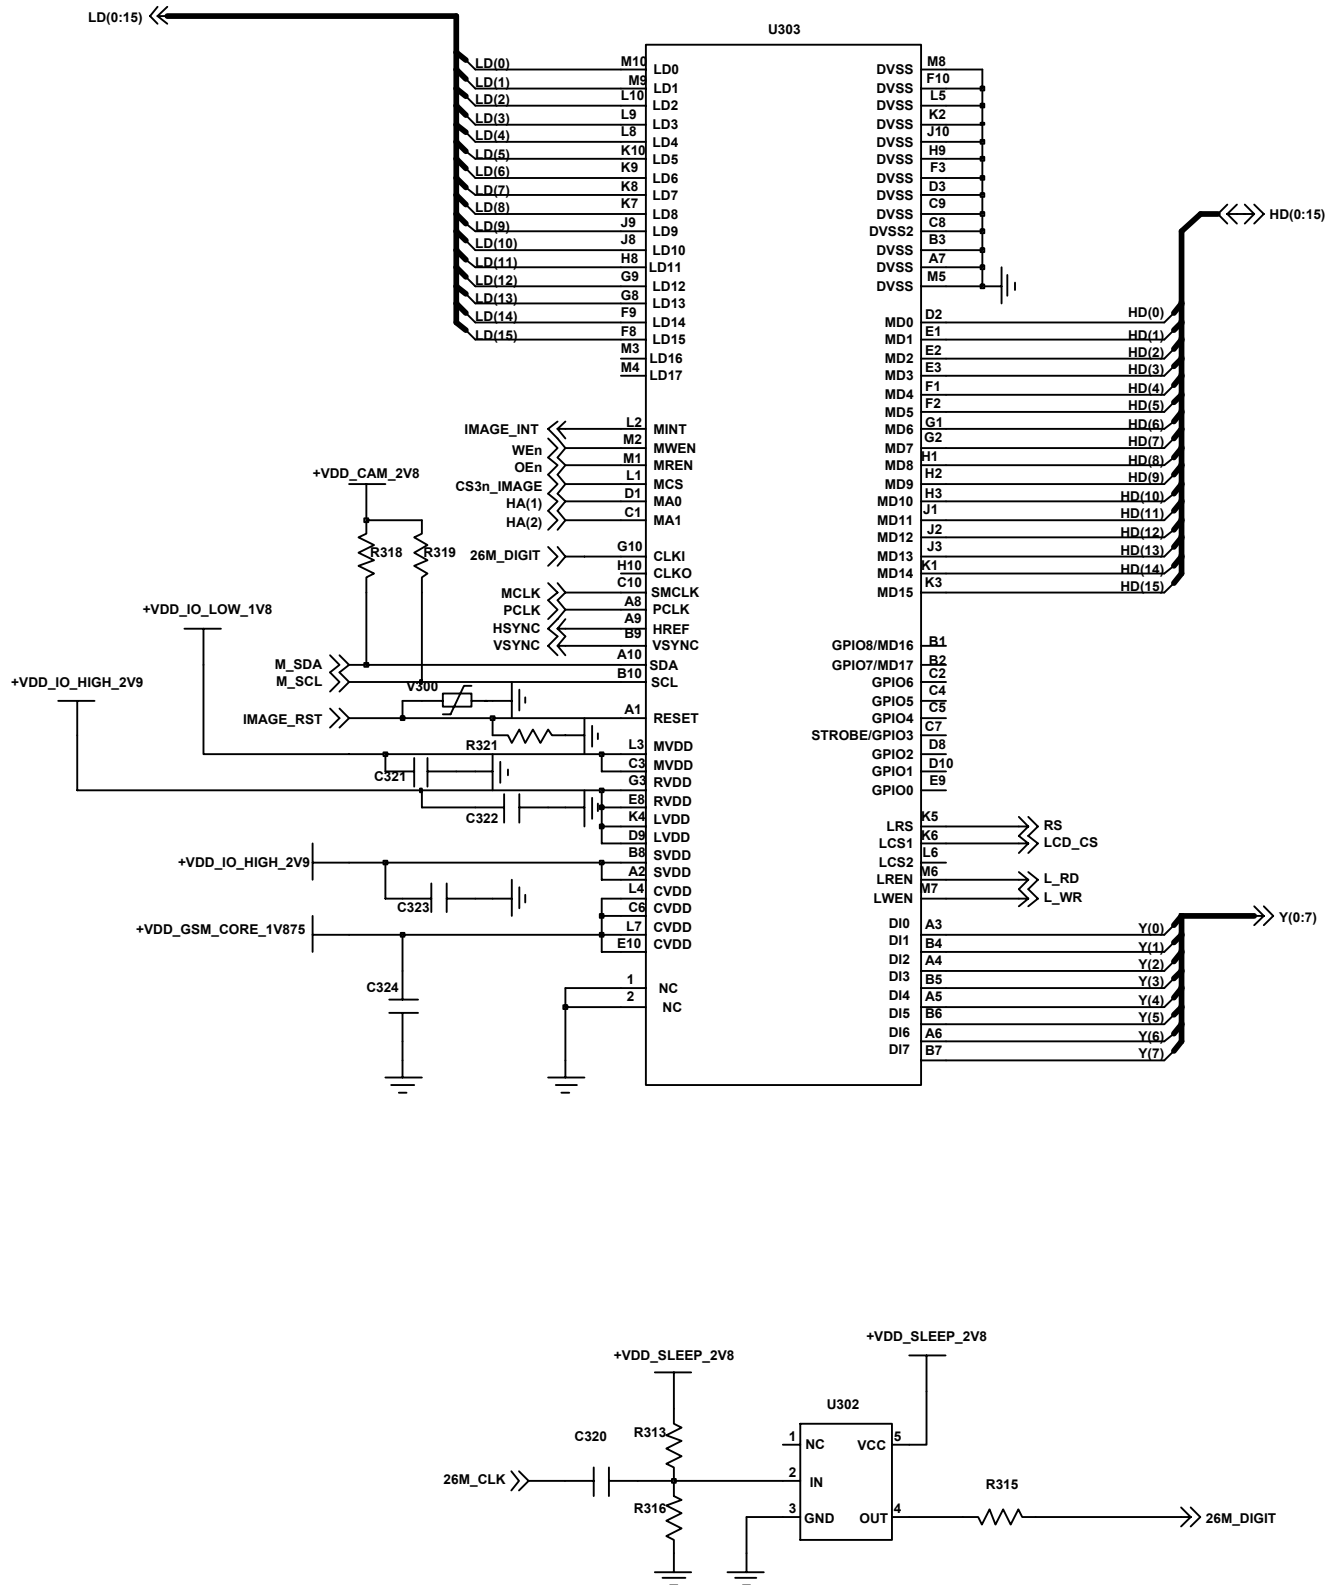 LD(0:15)
U303
LD(0) M10 LD0 DVSS M8
LD(1) M9 LD1 DVSS F10
LD(2) L10 LD2 DVSS L5
LD(3) L9 LD3 DVSS K2
LD(4) L8 LD4 DVSS J10
LD(5) K10 LD5 DVSS H9
LD(6) K9 LD6 DVSS F3
LD(7) K8 LD7 DVSS D3
LD(8) K7 LD8 DVSS C9
LD(9) J9 LD9 DVSS2 C8
LD(10) J8 LD10 DVSS B3
LD(11) H8 LD11 DVSS A7
LD(12) G9 LD12 DVSS M5
HD(0:15)
LD(13) G8 LD13
LD(14) F9 LD14 MD0 D2 HD(0)
LD(15) F8 LD15 MD1 E1 HD(1)
M3 LD16 MD2 E2 HD(2)
M4 LD17 MD3 E3 HD(3)
MD4 F1 HD(4)
MD5 F2 HD(5)
IMAGE_INT L2 MINT MD6 G1 HD(6)
WEn M2 MWEN MD7 G2 HD(7)
OEn M1 MREN MD8 H1 HD(8)
+VDD_CAM_2V8
CS3n_IMAGE L1 MCS MD9 H2 HD(9)
HA(1) D1 MA0 MD10 H3 HD(10)
HA(2) C1 MA1 MD11 J1 HD(11)
MD12 J2 HD(12)
R318 R319
26M_DIGIT G10 CLKI MD13 J3 HD(13)
H10 CLKO MD14 K1 HD(14)
MCLK C10 SMCLK MD15 K3 HD(15)
+VDD_IO_LOW_1V8
PCLK A8 PCLK
HSYNC A9 HREF
VSYNC B9 VSYNC GPIO8/MD16 B1
M_SDA A10 SDA GPIO7/MD17 B2
M_SCL B10 SCL GPIO6 C2
+VDD_IO_HIGH_2V9
V300
GPIO5 C4
IMAGE_RST A1 RESET GPIO4 C5
STROBE/GPIO3 C7
R321
L3 MVDD GPIO2 D8
C3 MVDD GPIO1 D10
C321
G3 RVDD GPIO0 E9
E8 RVDD
C322
K4 LVDD LRS K5 RS
D9 LVDD LCS1 K6 LCD_CS
+VDD_IO_HIGH_2V9 B8 SVDD LCS2 L6
A2 SVDD LREN M6 L_RD
L4 CVDD LWEN M7 L_WR
C323
C6 CVDD
Y(0:7)
+VDD_GSM_CORE_1V875 L7 CVDD DI0 A3 Y(0)
E10 CVDD DI1 B4 Y(1)
DI2 A4 Y(2)
C324
1 NC DI3 B5 Y(3)
2 NC DI4 A5 Y(4)
DI5 B6 Y(5)
DI6 A6 Y(6)
DI7 B7 Y(7)
+VDD_SLEEP_2V8
+VDD_SLEEP_2V8
U302
C320 R313
1 NC VCC 5
26M_CLK 2 IN
R316
R315
3 GND OUT 4 26M_DIGIT